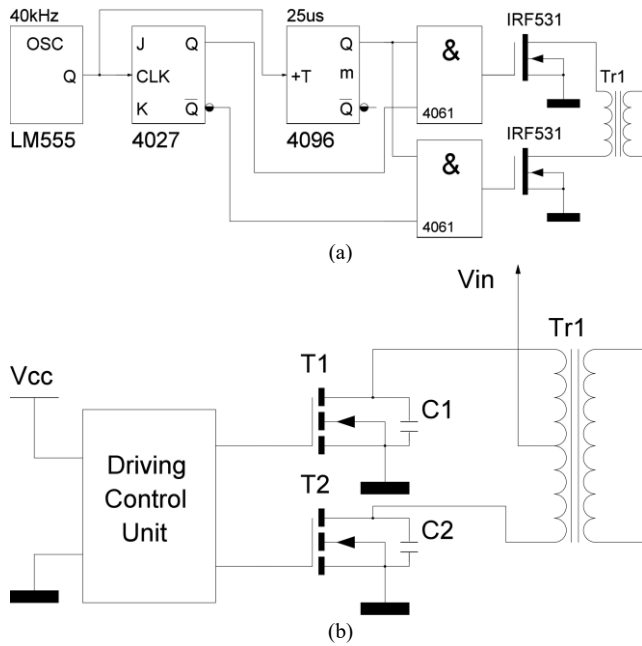 40kHz
OSC
Q
LM555
J Q
CLK
K Q̅
4027
25us
Q
+T m
Q̅
4096
&
4061
IRF531
Tr1
&
4061
IRF531
(a)
Vin
Tr1
Vcc
Driving
Control
Unit
T1
C1
T2
C2
(b)